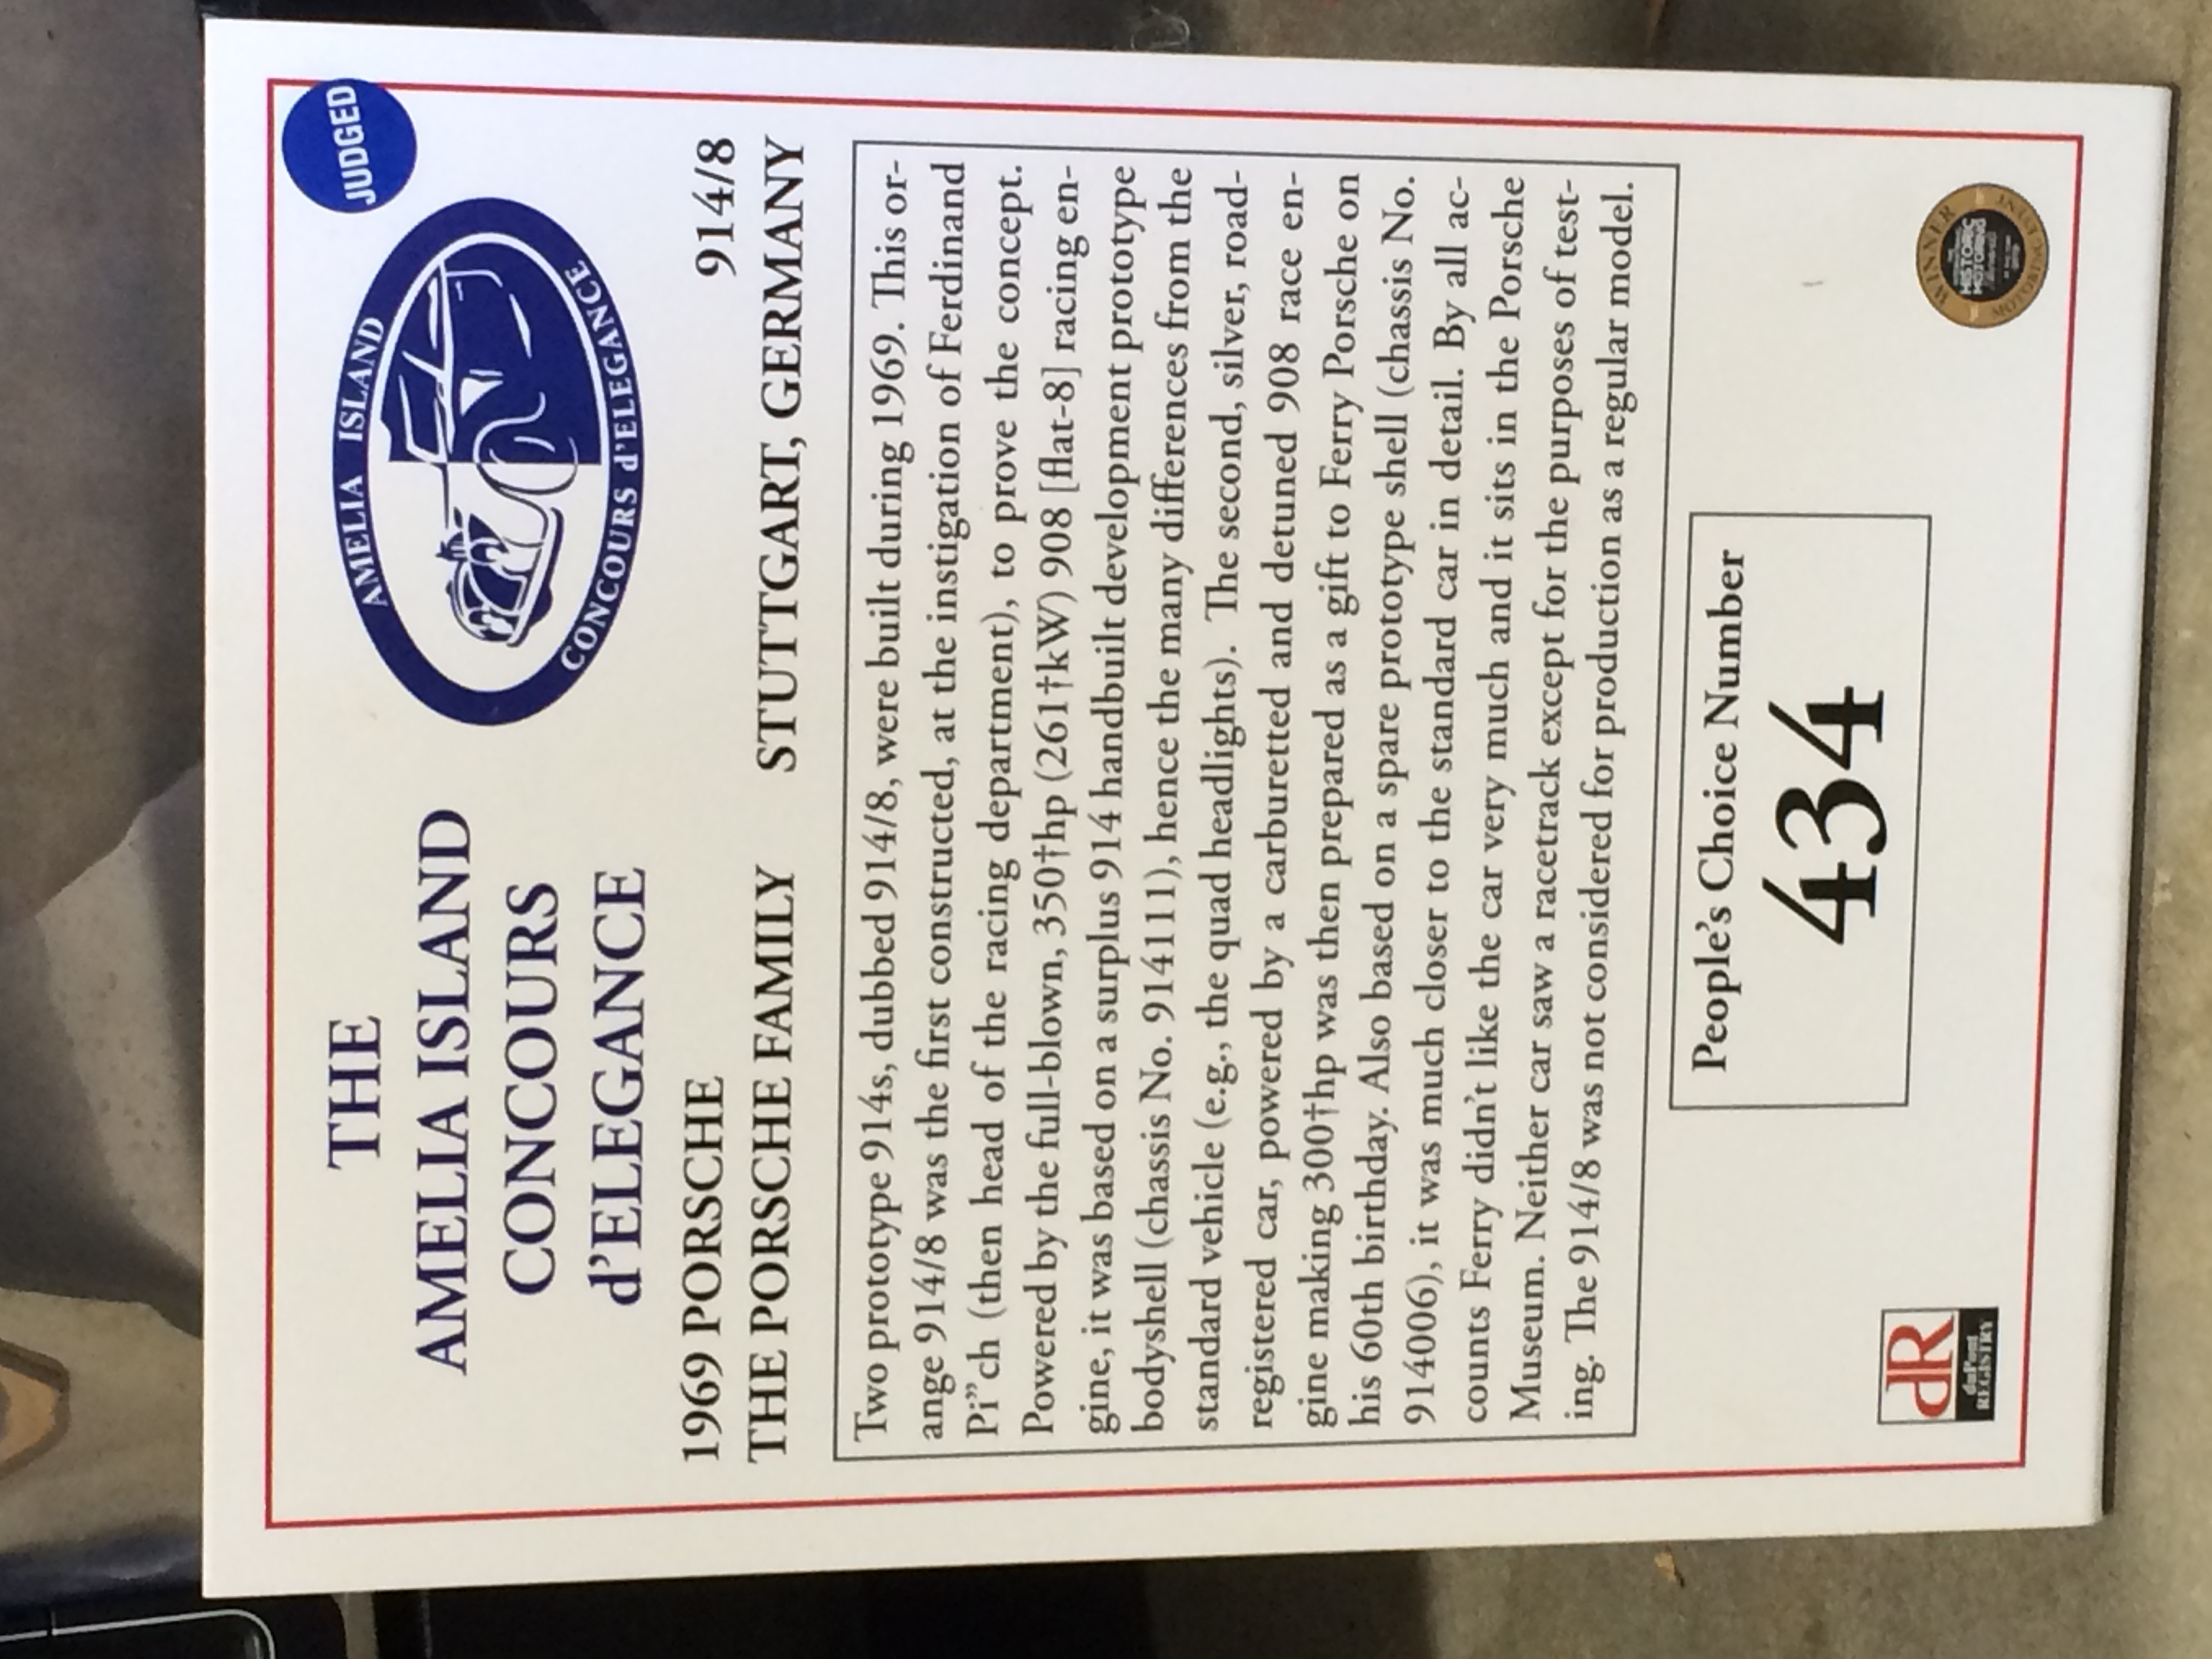 JUDGED
THE
AMELIA ISLAND
CONCOURS
d'ELEGANCE
AMELIA ISLAND
CONCOURS d'ELEGANCE
1969 PORSCHE 914/8
THE PORSCHE FAMILY STUTTGART, GERMANY
Two prototype 914s, dubbed 914/8, were built during 1969. This or-
ange 914/8 was the first constructed, at the instigation of Ferdinand
Pi"ch (then head of the racing department), to prove the concept.
Powered by the full-blown, 350†hp (261†kW) 908 [flat-8] racing en-
gine, it was based on a surplus 914 handbuilt development prototype
bodyshell (chassis No. 914111), hence the many differences from the
standard vehicle (e.g., the quad headlights). The second, silver, road-
registered car, powered by a carburetted and detuned 908 race en-
gine making 300†hp was then prepared as a gift to Ferry Porsche on
his 60th birthday. Also based on a spare prototype shell (chassis No.
914006), it was much closer to the standard car in detail. By all ac-
counts Ferry didn't like the car very much and it sits in the Porsche
Museum. Neither car saw a racetrack except for the purposes of test-
ing. The 914/8 was not considered for production as a regular model.
People's Choice Number
434
dR
duPont
REGISTRY
WINNER
HISTORIC
MOTORING